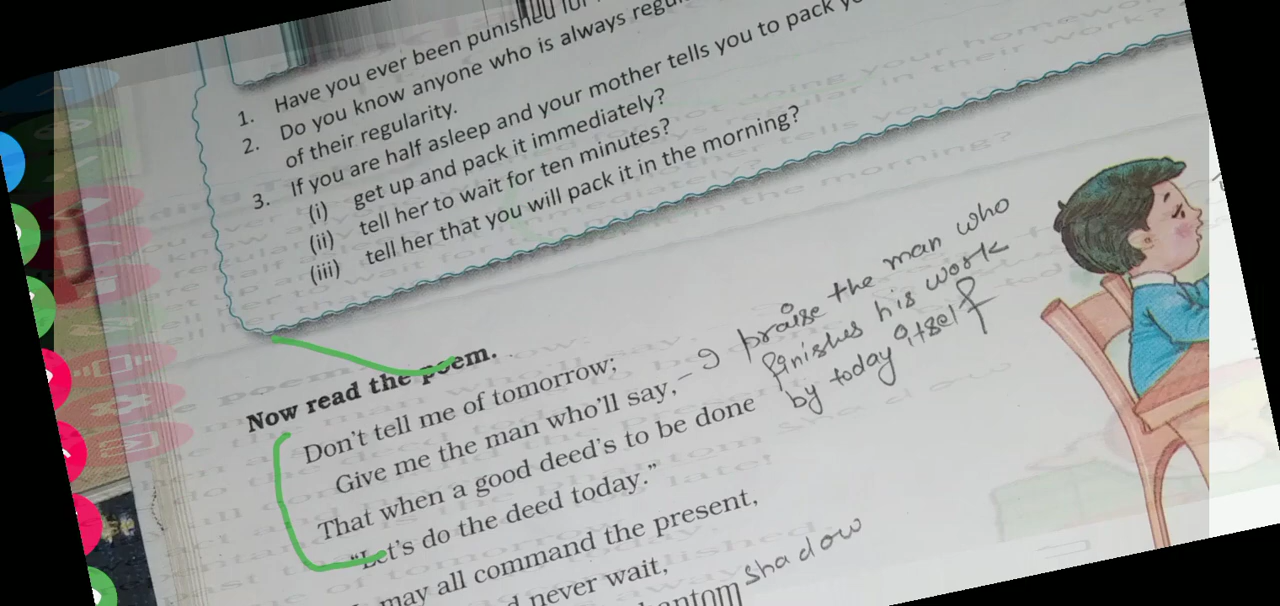 1. Have you ever been punished for
2. Do you know anyone who is always
of their regularity.
3. If you are half asleep and your mother tells you to pack
(i) get up and pack it immediately?
(ii) tell her to wait for ten minutes?
(iii) tell her that you will pack it in the morning?
Now read the poem.
Don't tell me of tomorrow;
Give me the man who'll say,
That when a good deed's to be done
"Let's do the deed today."
may all command the present,
never wait,
I praise the man who
finishes his work
by today itself
shadow